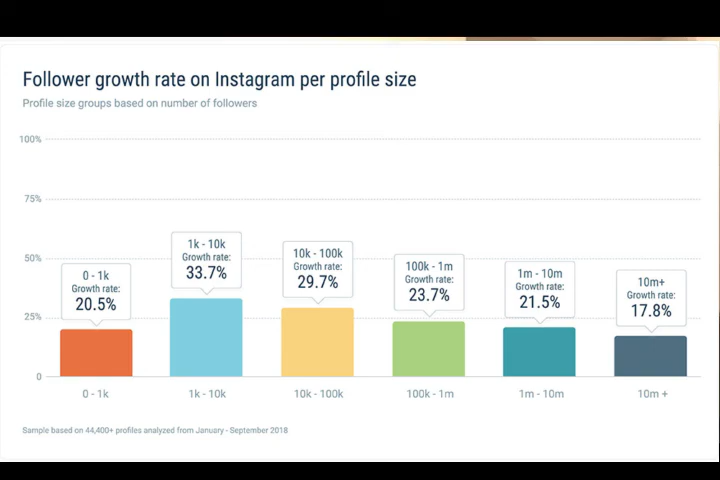 Follower growth rate on Instagram per profile size
Profile size groups based on number of followers
100%
75%
50%
25%
0
0 - 1k
Growth rate:
20.5%
1k - 10k
Growth rate:
33.7%
10k - 100k
Growth rate:
29.7%
100k - 1m
Growth rate:
23.7%
1m - 10m
Growth rate:
21.5%
10m+
Growth rate:
17.8%
0 - 1k
1k - 10k
10k - 100k
100k - 1m
1m - 10m
10m +
Sample based on 44,400+ profiles analyzed from January - September 2018